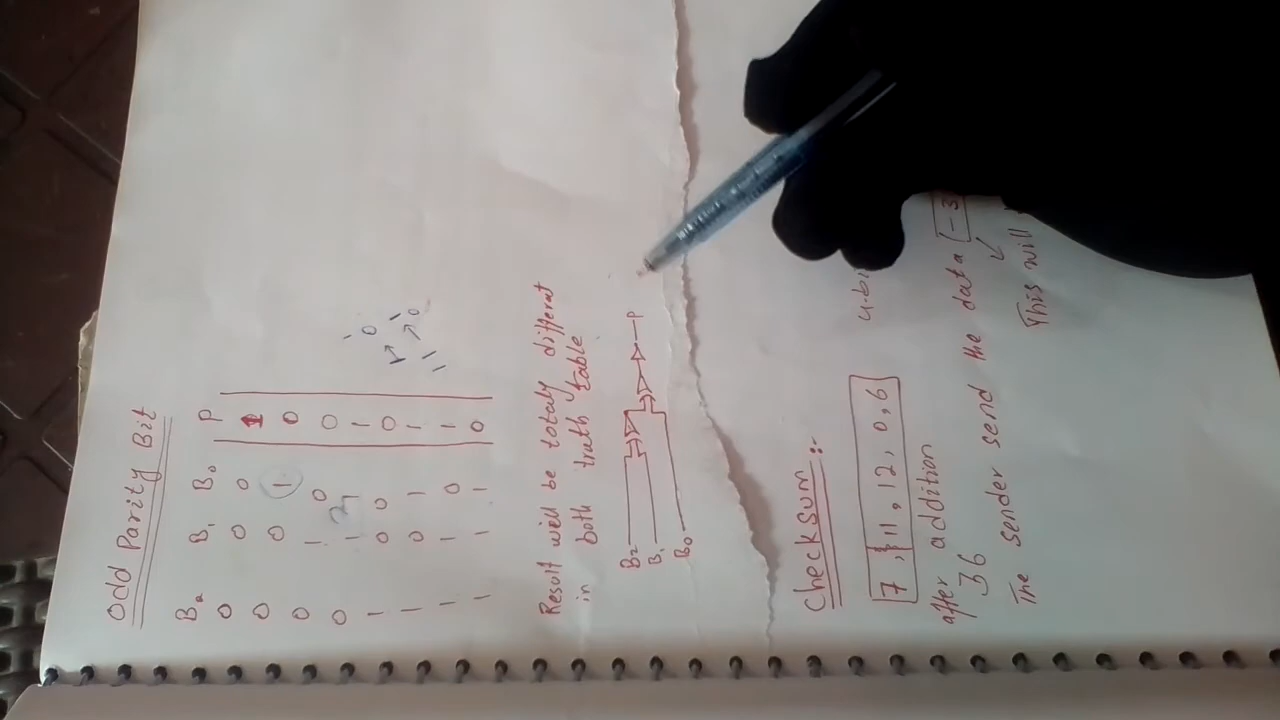 Odd Parity Bit
B2 B1 B0 P
0 0 0 1
0 0 1 0
0 1 0 0
0 1 1 1
1 0 0 0
1 0 1 1
1 1 0 1
1 1 1 0
Result will be totaly differat
in both truth table
B2
B1
B0
P
Checksum :-
7, 11, 12, 0, 6
after addition
36
The sender send the data (-3
This will